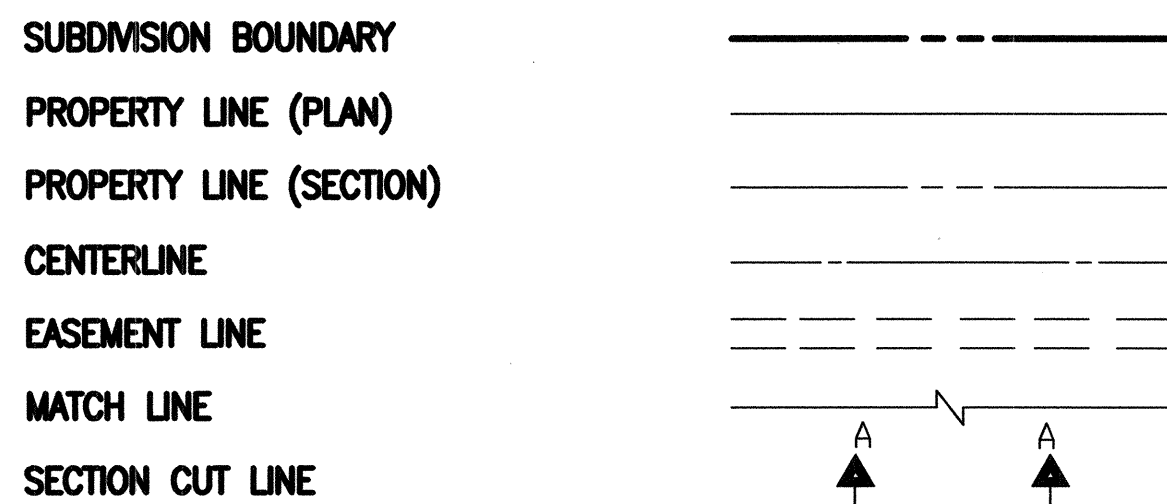 SUBDIVISION BOUNDARY
PROPERTY LINE (PLAN)
PROPERTY LINE (SECTION)
CENTERLINE
EASEMENT LINE
MATCH LINE
A A
SECTION CUT LINE